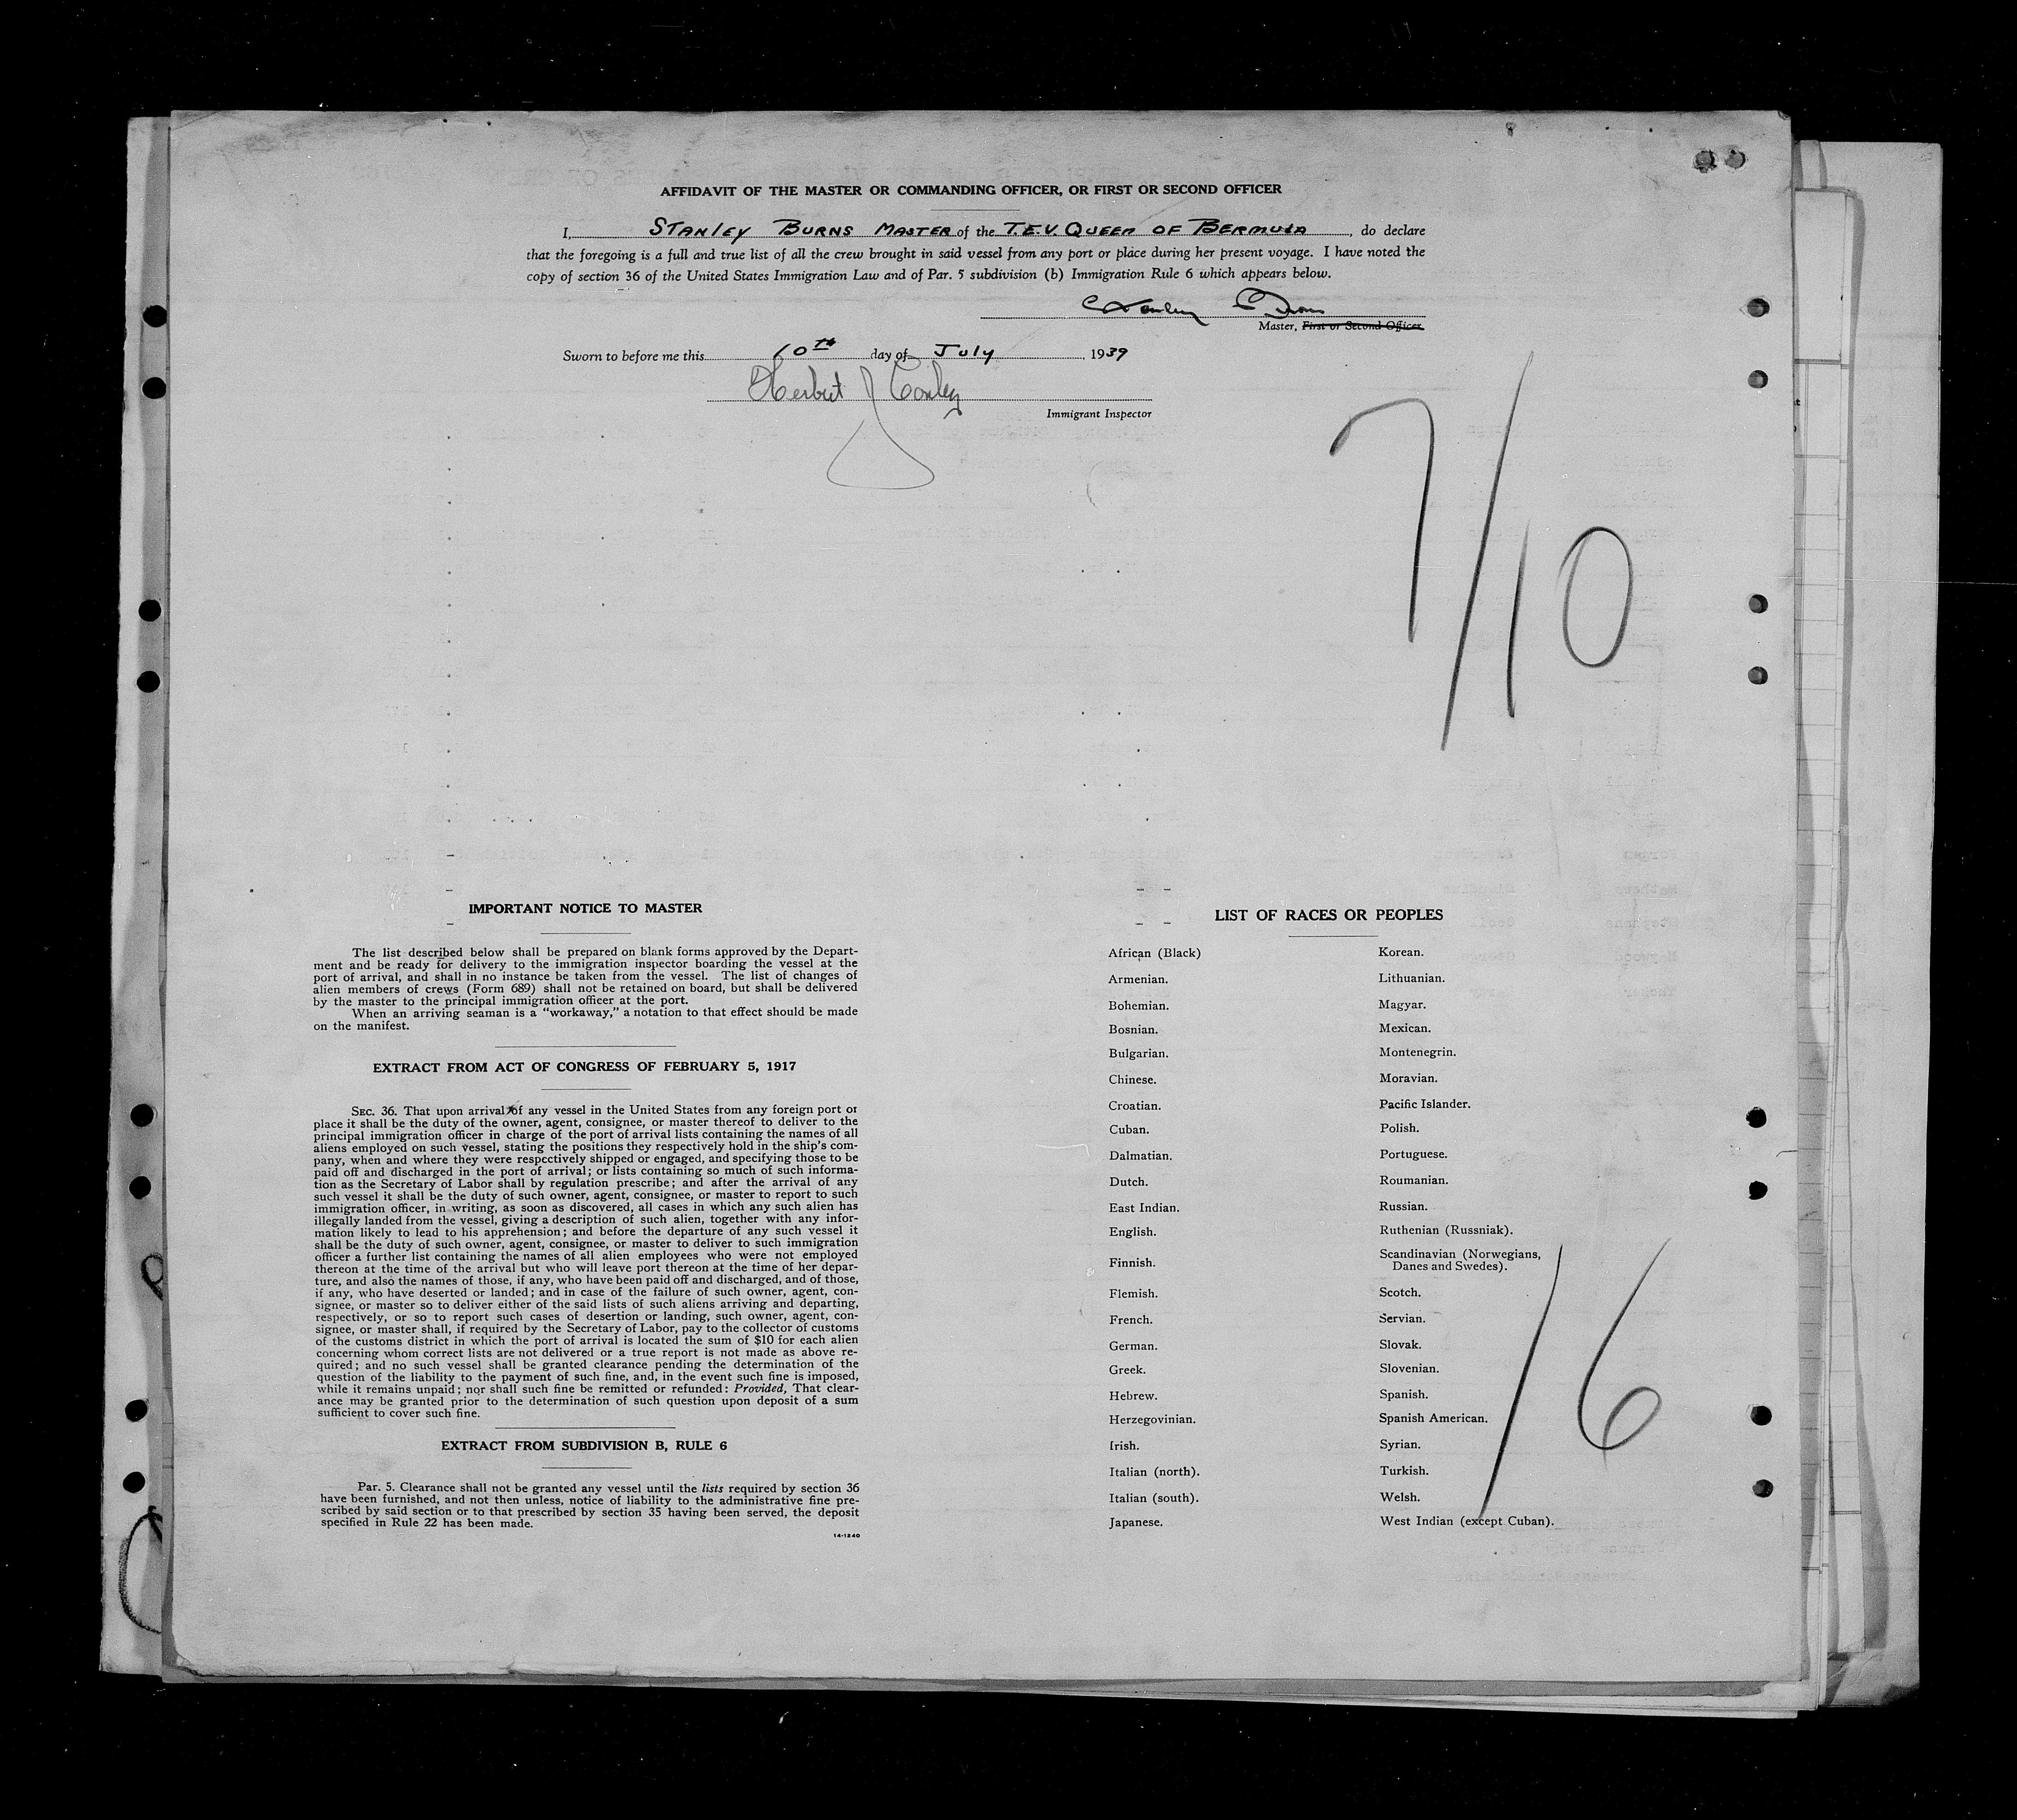 AFFIDAVIT OF THE MASTER OR COMMANDING OFFICER, OR FIRST OR SECOND OFFICER
I, STANLEY BURNS MASTER of the T.E.V. QUEEN OF BERMUDA, do declare
that the foregoing is a full and true list of all the crew brought in said vessel from any port or place during her present voyage. I have noted the
copy of section 36 of the United States Immigration Law and of Par. 5 subdivision (b) Immigration Rule 6 which appears below.
Stanley Burns
Master, First or Second Officer
Sworn to before me this 10th day of July, 1939
Herbert J Conley
Immigrant Inspector
7/10
IMPORTANT NOTICE TO MASTER
The list described below shall be prepared on blank forms approved by the Depart-
ment and be ready for delivery to the immigration inspector boarding the vessel at the
port of arrival, and shall in no instance be taken from the vessel. The list of changes of
alien members of crews (Form 689) shall not be retained on board, but shall be delivered
by the master to the principal immigration officer at the port.
When an arriving seaman is a "workaway," a notation to that effect should be made
on the manifest.
EXTRACT FROM ACT OF CONGRESS OF FEBRUARY 5, 1917
SEC. 36. That upon arrival of any vessel in the United States from any foreign port or
place it shall be the duty of the owner, agent, consignee, or master thereof to deliver to the
principal immigration officer in charge of the port of arrival lists containing the names of all
aliens employed on such vessel, stating the positions they respectively hold in the ship's com-
pany, when and where they were respectively shipped or engaged, and specifying those to be
paid off and discharged in the port of arrival; or lists containing so much of such informa-
tion as the Secretary of Labor shall by regulation prescribe; and after the arrival of any
such vessel it shall be the duty of such owner, agent, consignee, or master to report to such
immigration officer, in writing, as soon as discovered, all cases in which any such alien has
illegally landed from the vessel, giving a description of such alien, together with any infor-
mation likely to lead to his apprehension; and before the departure of any such vessel it
shall be the duty of such owner, agent, consignee, or master to deliver to such immigration
officer a further list containing the names of all alien employees who were not employed
thereon at the time of the arrival but who will leave port thereon at the time of her depar-
ture, and also the names of those, if any, who have been paid off and discharged, and of those,
if any, who have deserted or landed; and in case of the failure of such owner, agent, con-
signee, or master so to deliver either of the said lists of such aliens arriving and departing,
respectively, or so to report such cases of desertion or landing, such owner, agent, con-
signee, or master shall, if required by the Secretary of Labor, pay to the collector of customs
of the customs district in which the port of arrival is located the sum of $10 for each alien
concerning whom correct lists are not delivered or a true report is not made as above re-
quired; and no such vessel shall be granted clearance pending the determination of the
question of the liability to the payment of such fine, and, in the event such fine is imposed,
while it remains unpaid; nor shall such fine be remitted or refunded: Provided, That clear-
ance may be granted prior to the determination of such question upon deposit of a sum
sufficient to cover such fine.
EXTRACT FROM SUBDIVISION B, RULE 6
Par. 5. Clearance shall not be granted any vessel until the lists required by section 36
have been furnished, and not then unless, notice of liability to the administrative fine pre-
scribed by said section or to that prescribed by section 35 having been served, the deposit
specified in Rule 22 has been made.
14-1240
LIST OF RACES OR PEOPLES
African (Black)
Armenian.
Bohemian.
Bosnian.
Bulgarian.
Chinese.
Croatian.
Cuban.
Dalmatian.
Dutch.
East Indian.
English.
Finnish.
Flemish.
French.
German.
Greek.
Hebrew.
Herzegovinian.
Irish.
Italian (north).
Italian (south).
Japanese.
Korean.
Lithuanian.
Magyar.
Mexican.
Montenegrin.
Moravian.
Pacific Islander.
Polish.
Portuguese.
Roumanian.
Russian.
Ruthenian (Russniak).
Scandinavian (Norwegians,
Danes and Swedes).
Scotch.
Servian.
Slovak.
Slovenian.
Spanish.
Spanish American.
Syrian.
Turkish.
Welsh.
West Indian (except Cuban).
16